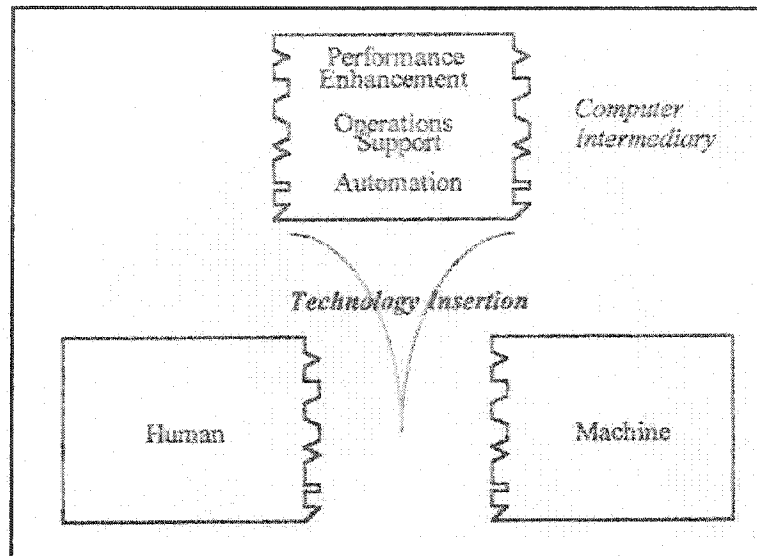 Performance
Enhancement
Operations
Support
Automation
Computer
Intermediary
Technology Insertion
Human
Machine